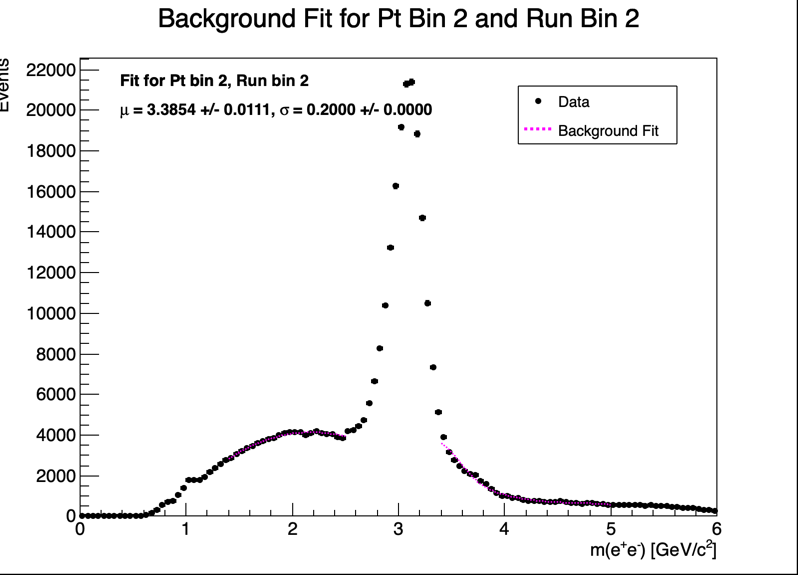 Background Fit for Pt Bin 2 and Run Bin 2
Events
22000
20000
18000
16000
14000
12000
10000
8000
6000
4000
2000
0
Fit for Pt bin 2, Run bin 2
μ = 3.3854 +/- 0.0111, σ = 0.2000 +/- 0.0000
Data
Background Fit
0 1 2 3 4 5 6
m(e⁺e⁻) [GeV/c²]